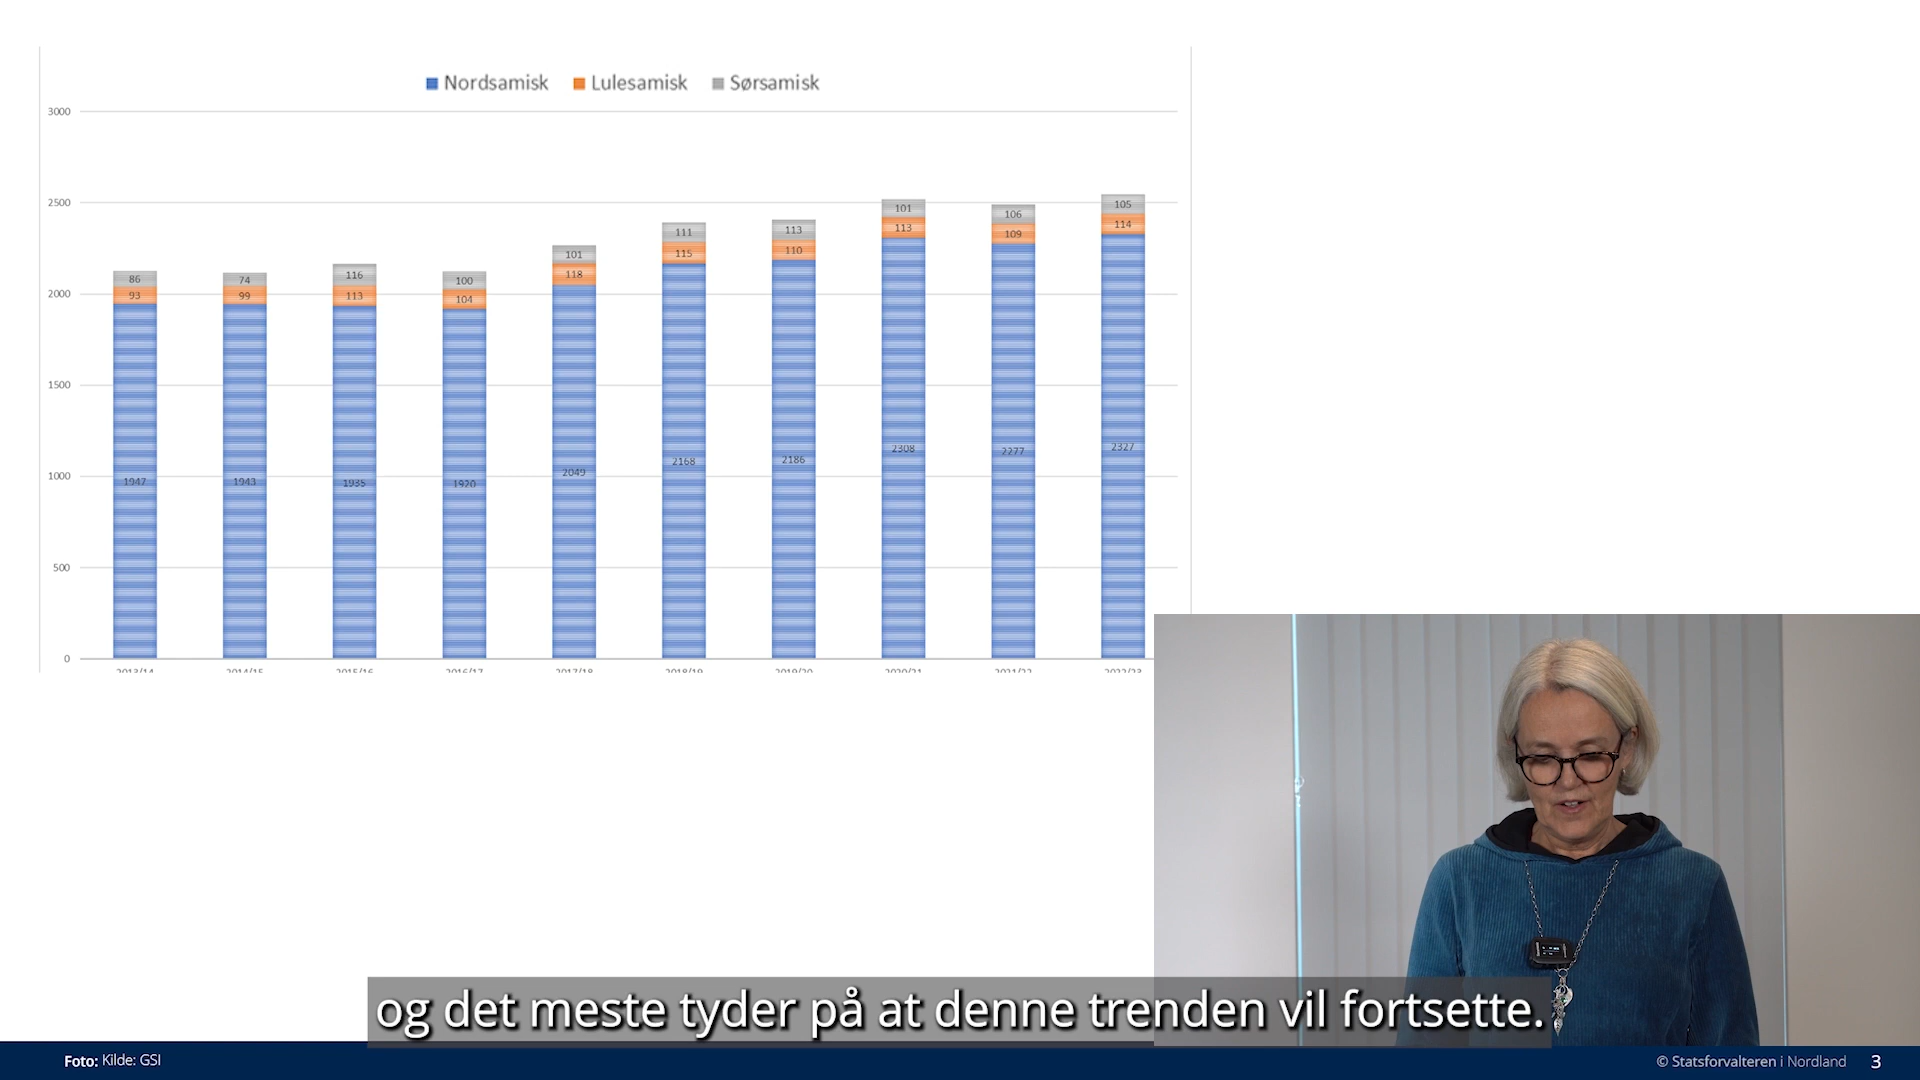 Nordsamisk Lulesamisk Sørsamisk
3000
2500
2000
1500
1000
500
0
86 74 116 100 101 111 113 101 106 105
93 99 113 104 118 115 110 113 109 114
1947 1943 1935 1920 2049 2168 2186 2308 2277 2327
2013/14 2014/15 2015/16 2016/17 2017/18 2018/19 2019/20 2020/21 2021/22 2022/23
og det meste tyder på at denne trenden vil fortsette.
Foto: Kilde: GSI
© Statsforvalteren i Nordland 3